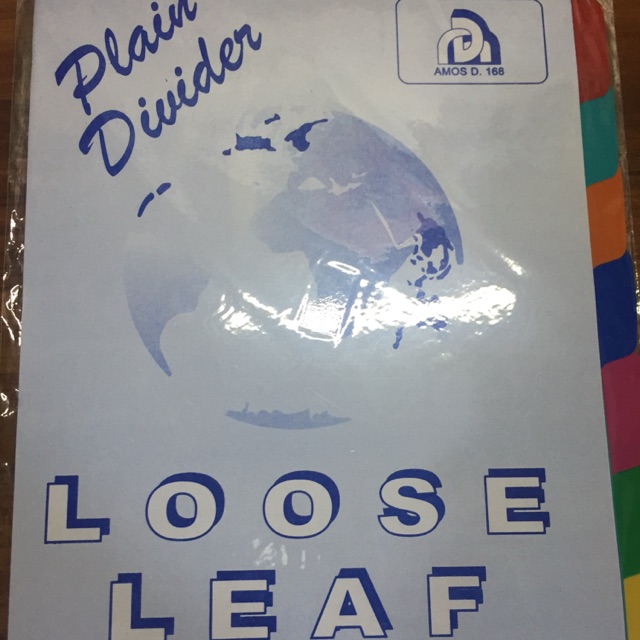 Plain
Divider
AMOS D. 168
LOOSE
LEAF